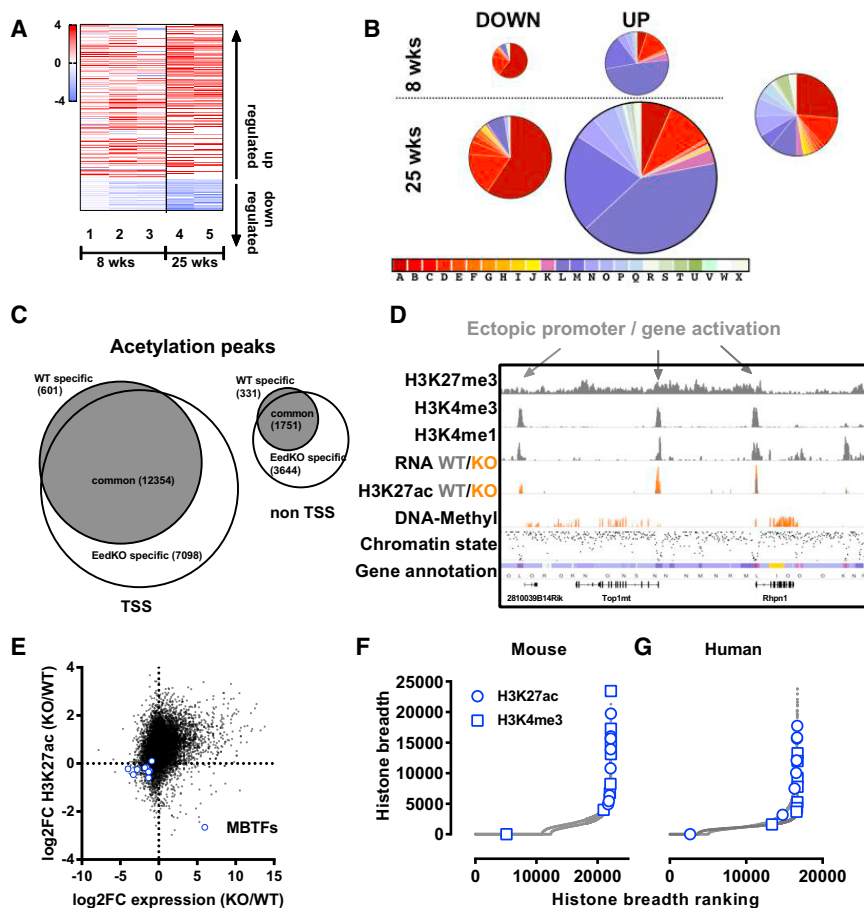 A
4
0
-4
up
regulated
down
regulated
1 2 3 4 5
8 wks 25 wks
B
DOWN UP
8 wks
25 wks
A B C D E F G H I J K L M N O P Q R S T U V W X
C
Acetylation peaks
WT specific
(601)
common (12354)
EedKO specific (7098)
TSS
WT specific
(331)
common
(1751)
EedKO specific
(3644)
non TSS
D
Ectopic promoter / gene activation
H3K27me3
H3K4me3
H3K4me1
RNA WT/KO
H3K27ac WT/KO
DNA-Methyl
Chromatin state
Gene annotation
2810039B14Rik Top1mt Rhpn1
E
log2FC H3K27ac (KO/WT)
4
2
0
-2
-4
MBTFs
-10 -5 0 5 10 15
log2FC expression (KO/WT)
F Mouse
Histone breadth
25000
20000
15000
10000
5000
0
H3K27ac
H3K4me3
0 10000 20000
G Human
0 10000 20000
Histone breadth ranking